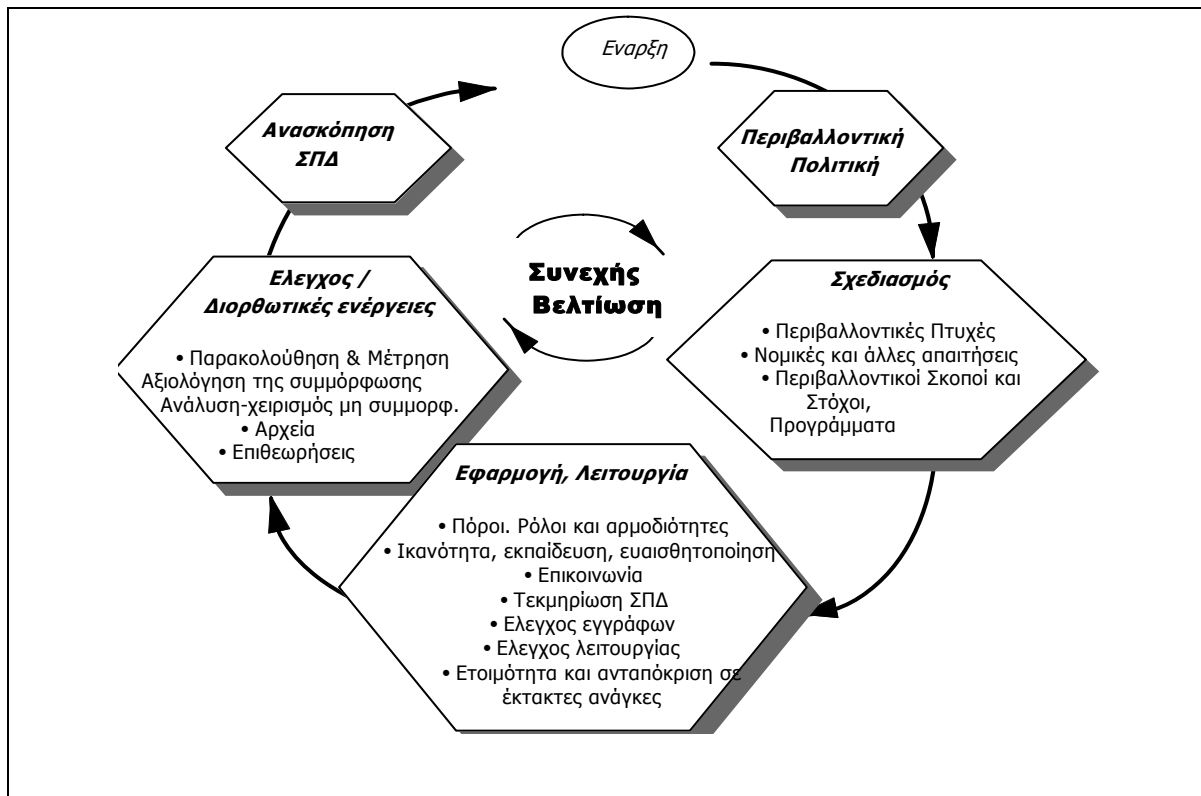 Εναρξη
Περιβαλλοντική
Πολιτική
Σχεδιασμός
• Περιβαλλοντικές Πτυχές
• Νομικές και άλλες απαιτήσεις
• Περιβαλλοντικοί Σκοποί και
Στόχοι,
Προγράμματα
Εφαρμογή, Λειτουργία
• Πόροι. Ρόλοι και αρμοδιότητες
• Ικανότητα, εκπαίδευση, ευαισθητοποίηση
• Επικοινωνία
• Τεκμηρίωση ΣΠΔ
• Ελεγχος εγγράφων
• Ελεγχος λειτουργίας
• Ετοιμότητα και ανταπόκριση σε
έκτακτες ανάγκες
Ελεγχος /
Διορθωτικές ενέργειες
• Παρακολούθηση & Μέτρηση
Αξιολόγηση της συμμόρφωσης
Ανάλυση-χειρισμός μη συμμορφ.
• Αρχεία
• Επιθεωρήσεις
Ανασκόπηση
ΣΠΔ
Συνεχής
Βελτίωση